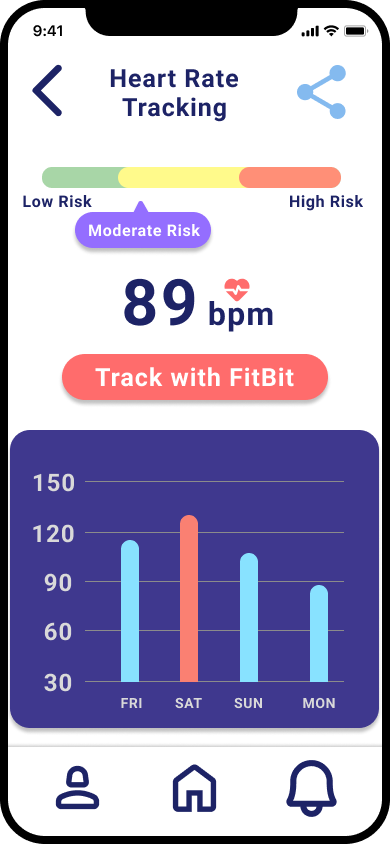 9:41
Heart Rate
Tracking
Low Risk
High Risk
Moderate Risk
89 bpm
Track with FitBit
150
120
90
60
30
FRI SAT SUN MON